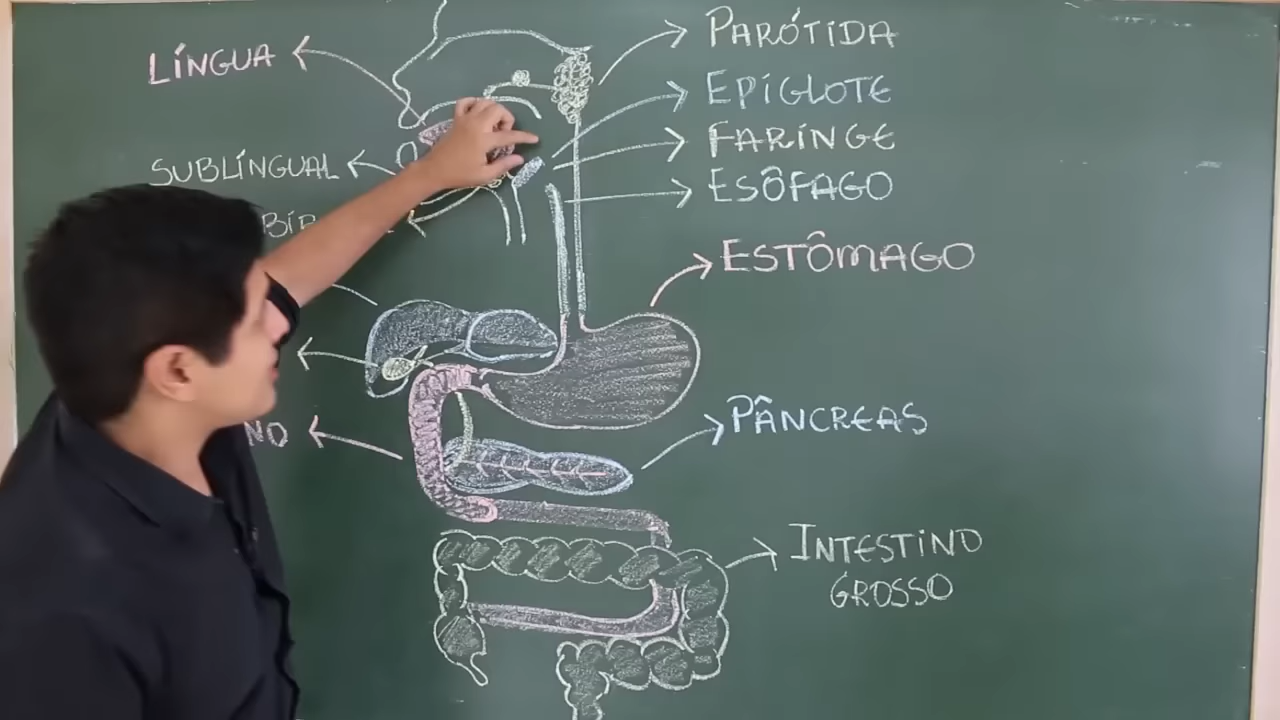 LÍNGUA
PARÓTIDA
EPIGLOTE
FARINGE
SUBLÍNGUAL
ESÔFAGO
ESTÔMAGO
PÂNCREAS
INTESTINO
GROSSO